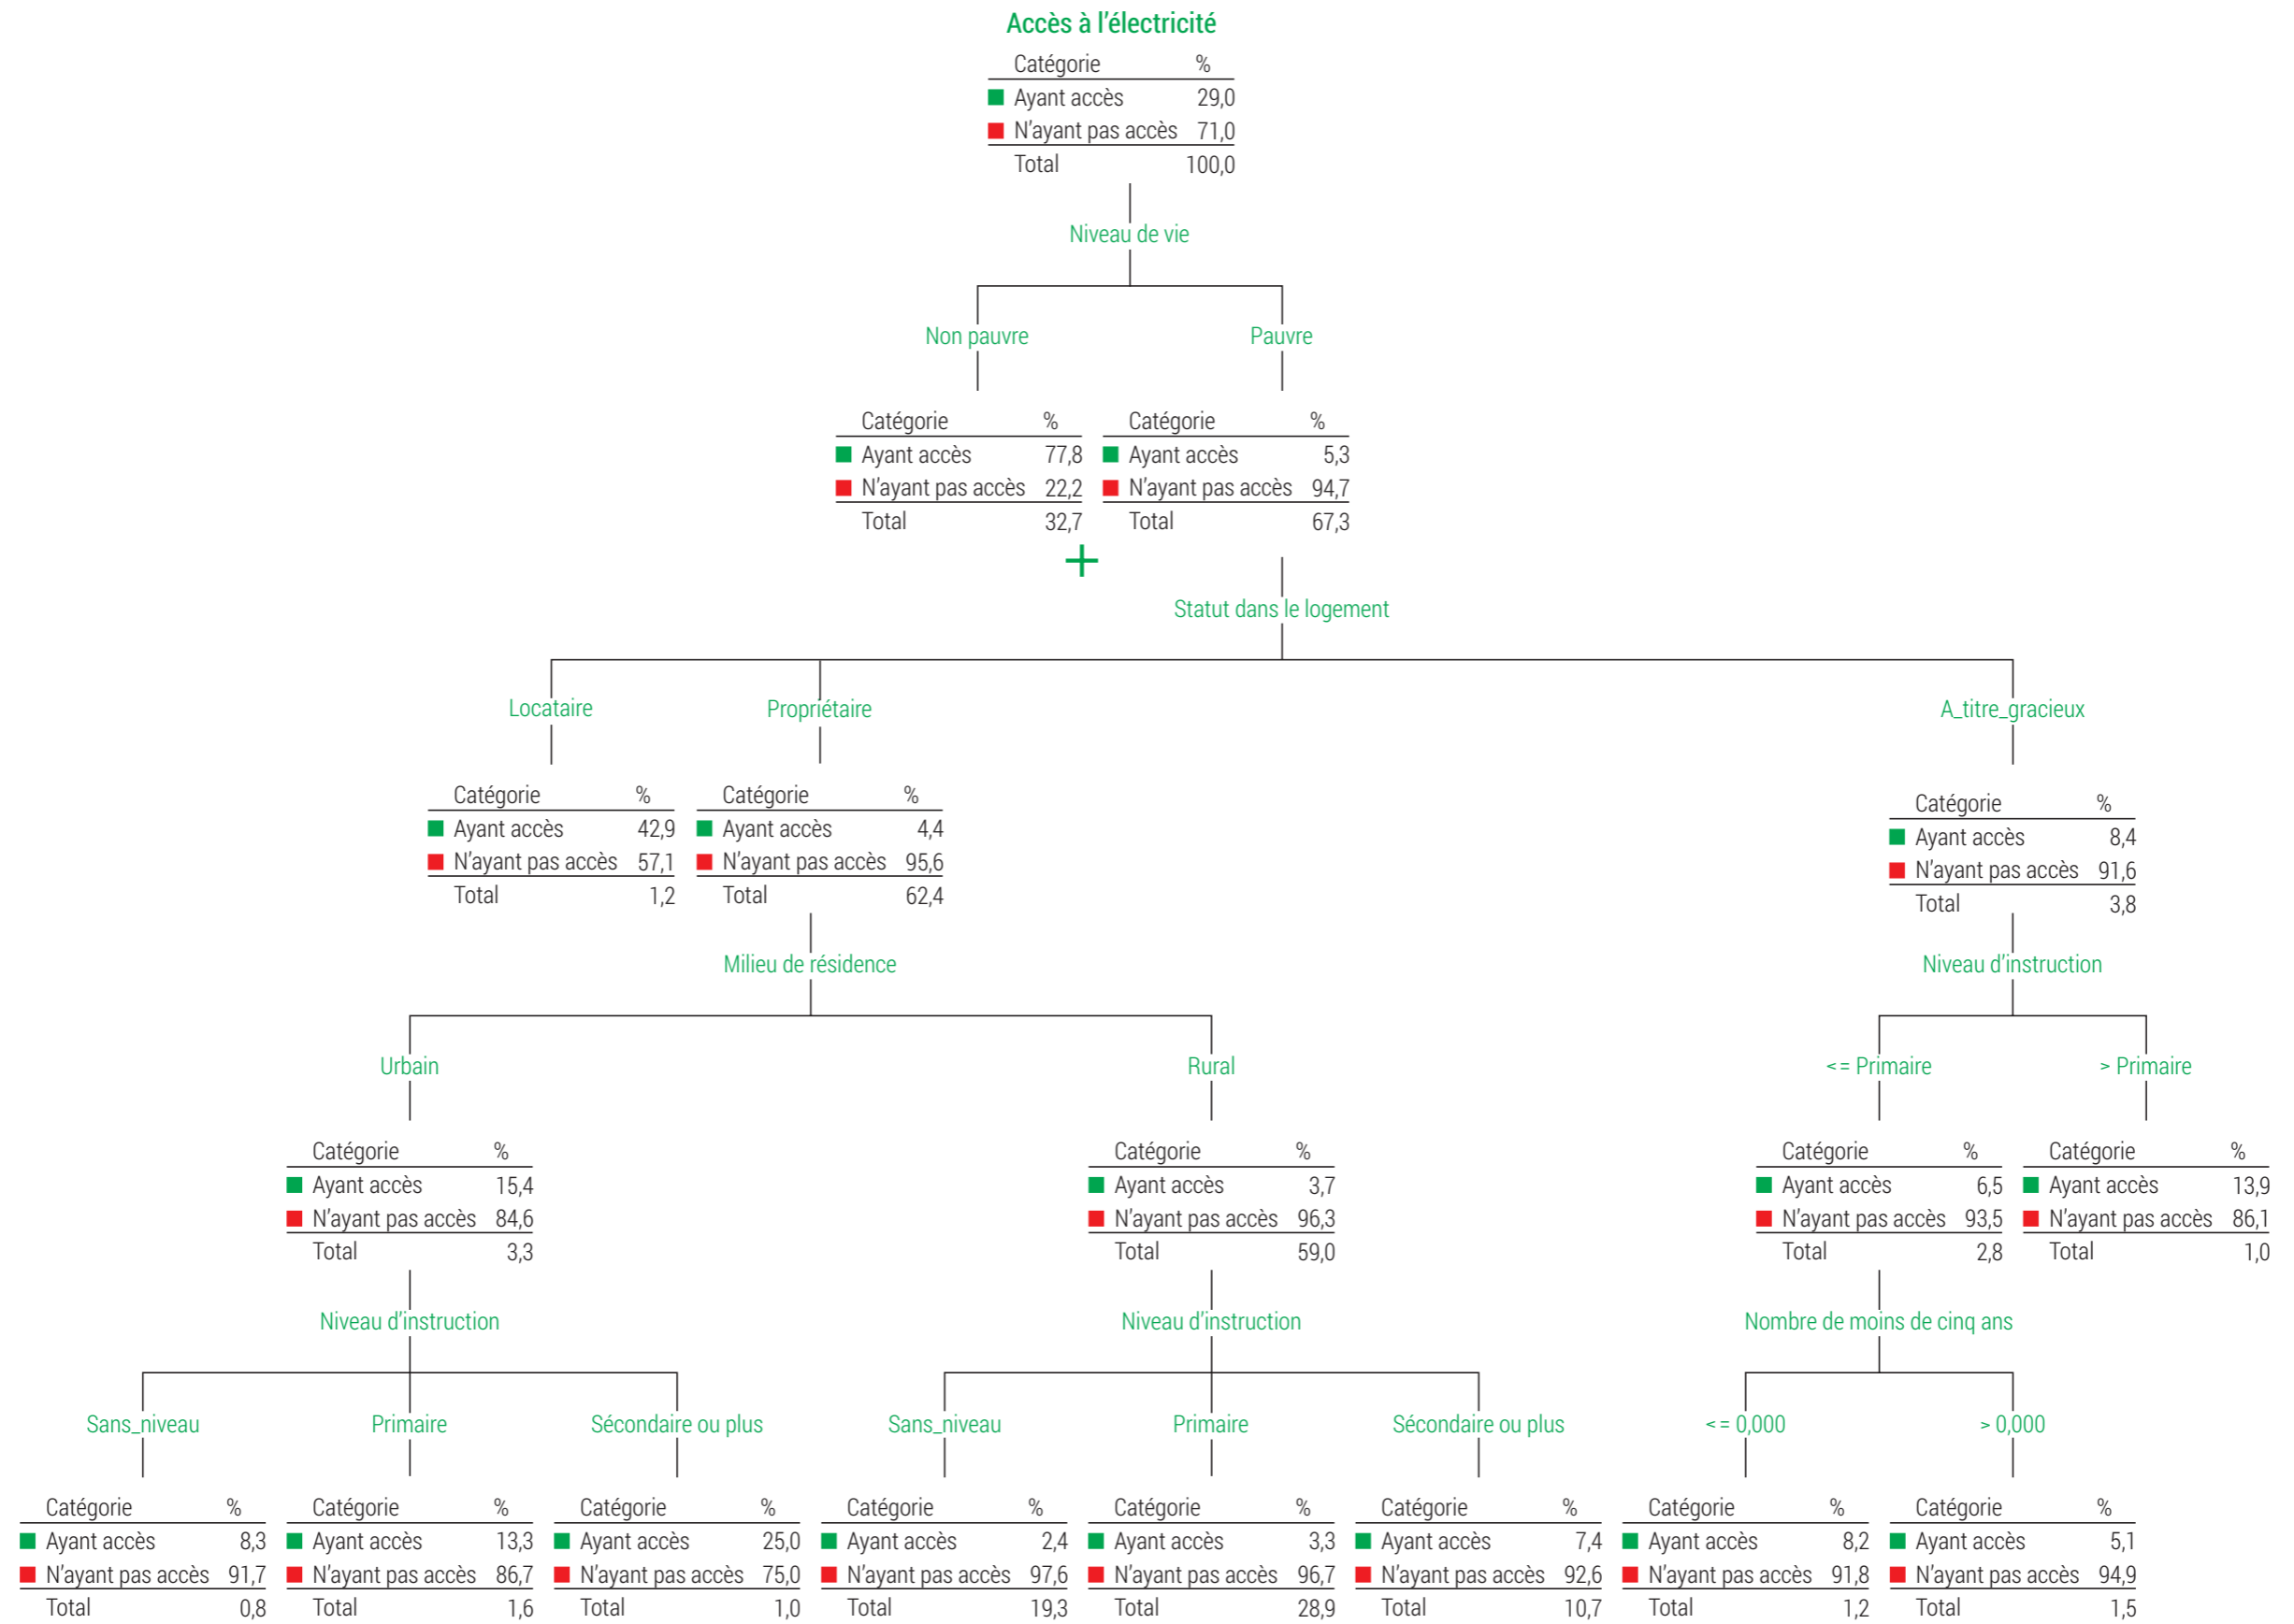 Accès à l'électricité
Catégorie %
Ayant accès 29,0
N'ayant pas accès 71,0
Total 100,0
Niveau de vie
Non pauvre
Pauvre
Catégorie %
Ayant accès 77,8
N'ayant pas accès 22,2
Total 32,7
Catégorie %
Ayant accès 5,3
N'ayant pas accès 94,7
Total 67,3
+
Statut dans le logement
Locataire
Propriétaire
A_titre_gracieux
Catégorie %
Ayant accès 42,9
N'ayant pas accès 57,1
Total 1,2
Catégorie %
Ayant accès 4,4
N'ayant pas accès 95,6
Total 62,4
Catégorie %
Ayant accès 8,4
N'ayant pas accès 91,6
Total 3,8
Milieu de résidence
Niveau d'instruction
Urbain
Rural
<= Primaire
> Primaire
Catégorie %
Ayant accès 15,4
N'ayant pas accès 84,6
Total 3,3
Catégorie %
Ayant accès 3,7
N'ayant pas accès 96,3
Total 59,0
Catégorie %
Ayant accès 6,5
N'ayant pas accès 93,5
Total 2,8
Catégorie %
Ayant accès 13,9
N'ayant pas accès 86,1
Total 1,0
Niveau d'instruction
Niveau d'instruction
Nombre de moins de cinq ans
Sans_niveau
Primaire
Sécondaire ou plus
Sans_niveau
Primaire
Sécondaire ou plus
<= 0,000
> 0,000
Catégorie %
Ayant accès 8,3
N'ayant pas accès 91,7
Total 0,8
Catégorie %
Ayant accès 13,3
N'ayant pas accès 86,7
Total 1,6
Catégorie %
Ayant accès 25,0
N'ayant pas accès 75,0
Total 1,0
Catégorie %
Ayant accès 2,4
N'ayant pas accès 97,6
Total 19,3
Catégorie %
Ayant accès 3,3
N'ayant pas accès 96,7
Total 28,9
Catégorie %
Ayant accès 7,4
N'ayant pas accès 92,6
Total 10,7
Catégorie %
Ayant accès 8,2
N'ayant pas accès 91,8
Total 1,2
Catégorie %
Ayant accès 5,1
N'ayant pas accès 94,9
Total 1,5